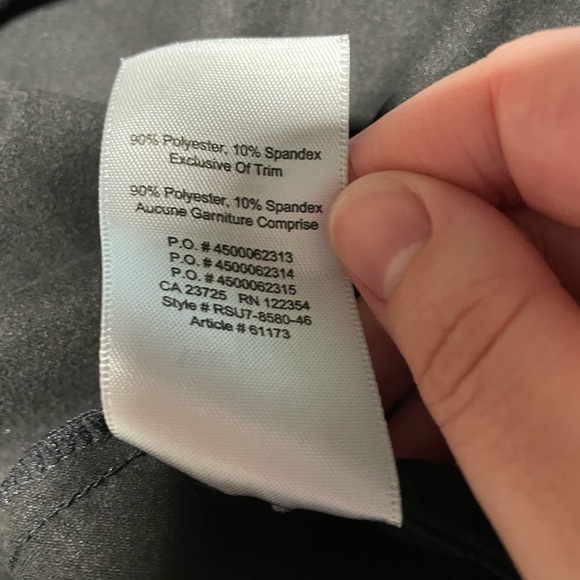 90% Polyester, 10% Spandex
Exclusive Of Trim
90% Polyester, 10% Spandex
Aucune Garniture Comprise
P.O. # 4500062313
P.O. # 4500062314
P.O. # 4500062315
CA 23725 RN 122354
Style # RSU7-8580-46
Article # 61173